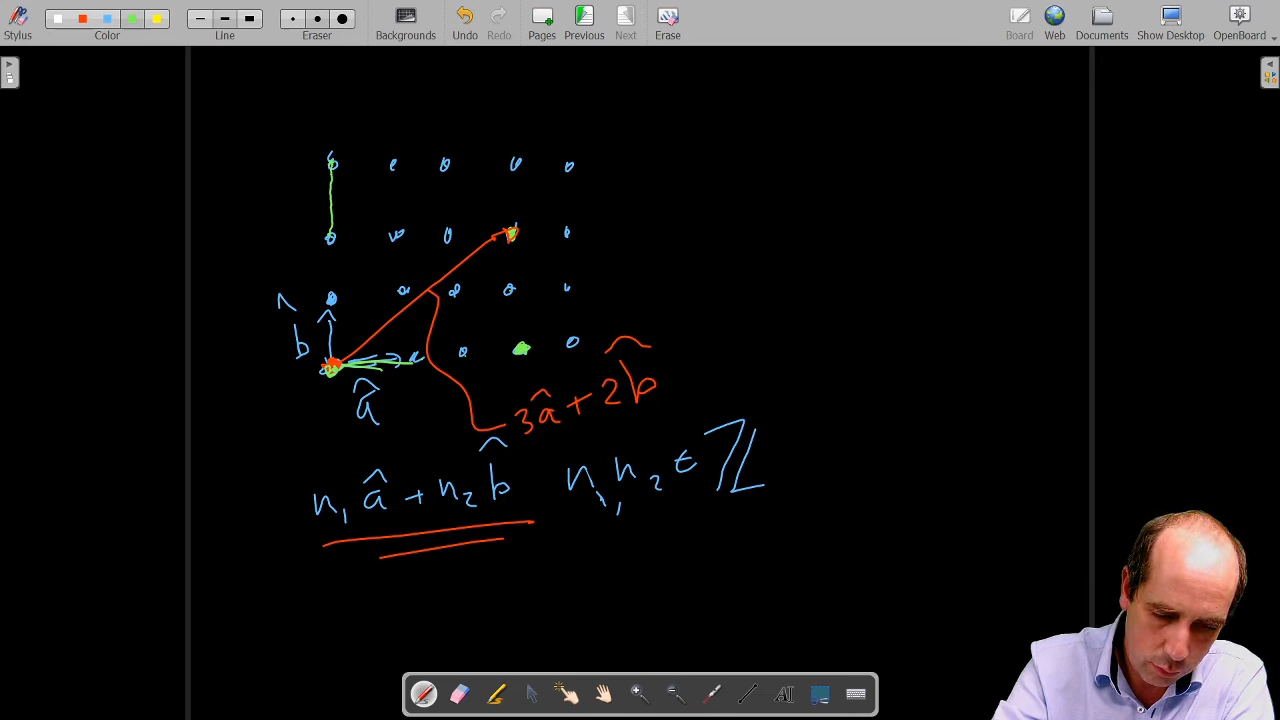 Stylus Color Line Eraser Backgrounds Undo Redo Pages Previous Next Erase Board Web Documents Show Desktop OpenBoard
b̂
â
3â + 2b̂
n₁â + n₂b̂ n₁, n₂ ∈ ℤ